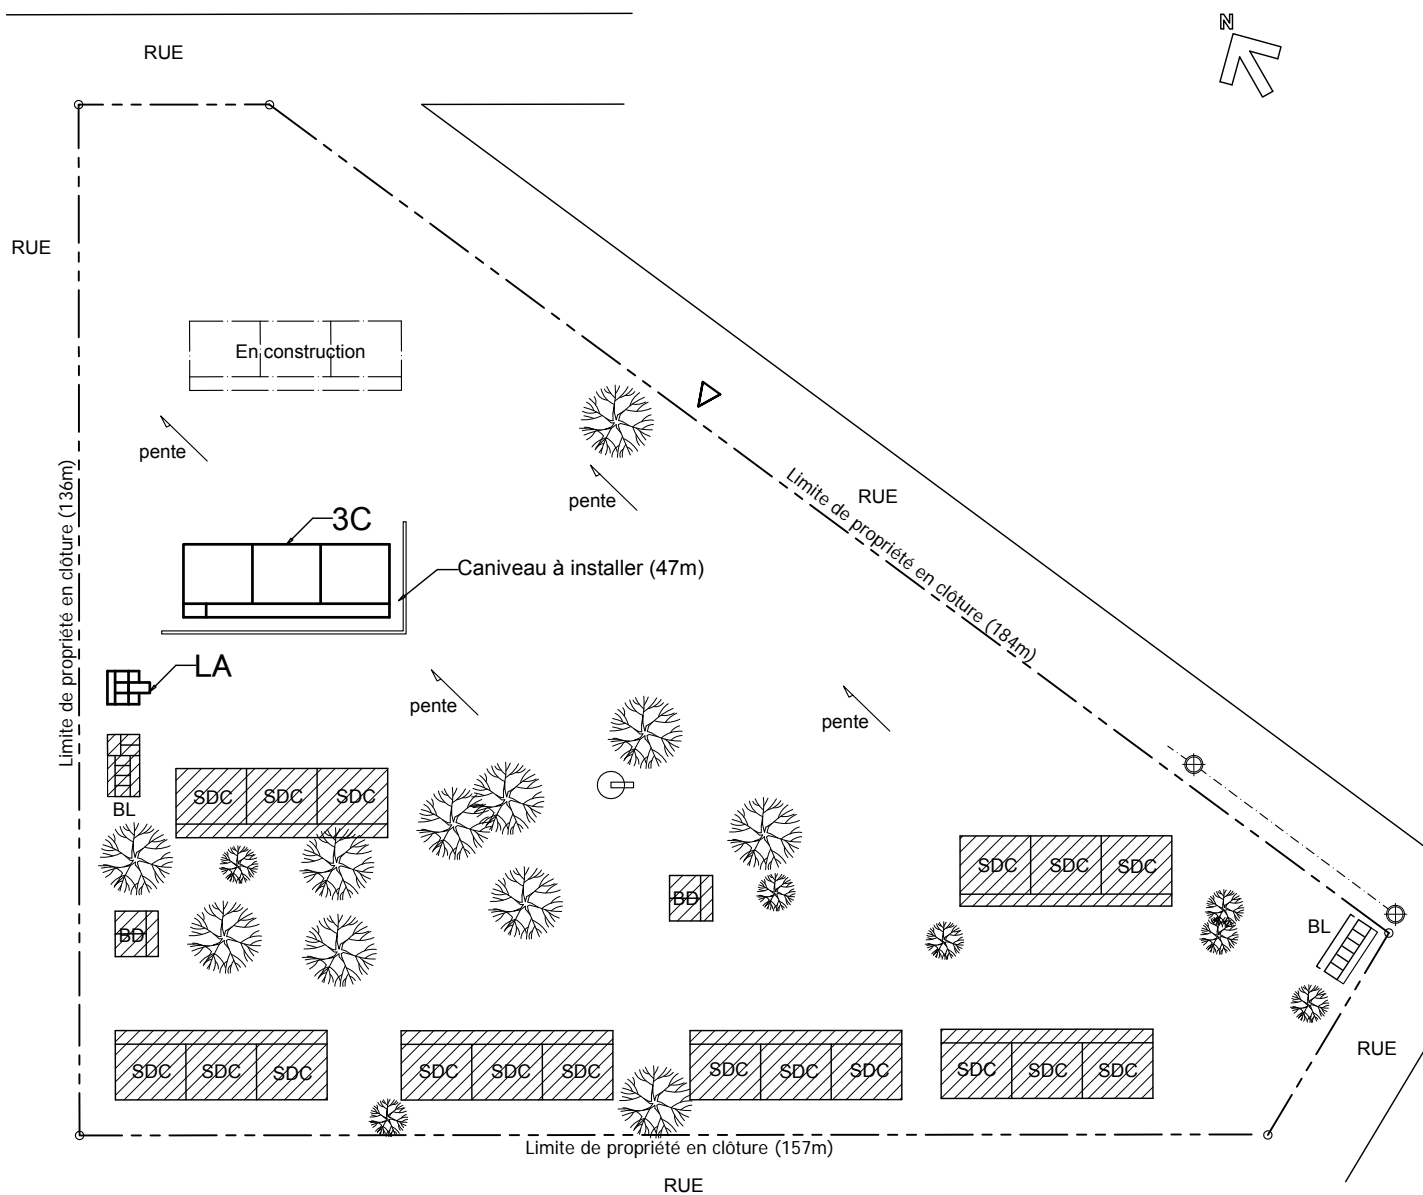 N
RUE
RUE
En construction
pente
Limite de propriété en clôture (136m)
pente
Limite de propriété en clôture (184m)
RUE
3C
Caniveau à installer (47m)
LA
pente
pente
BL
SDC SDC SDC
SDC SDC SDC
BD
BD
BL
RUE
SDC SDC SDC
SDC SDC SDC
SDC SDC SDC
SDC SDC SDC
Limite de propriété en clôture (157m)
RUE